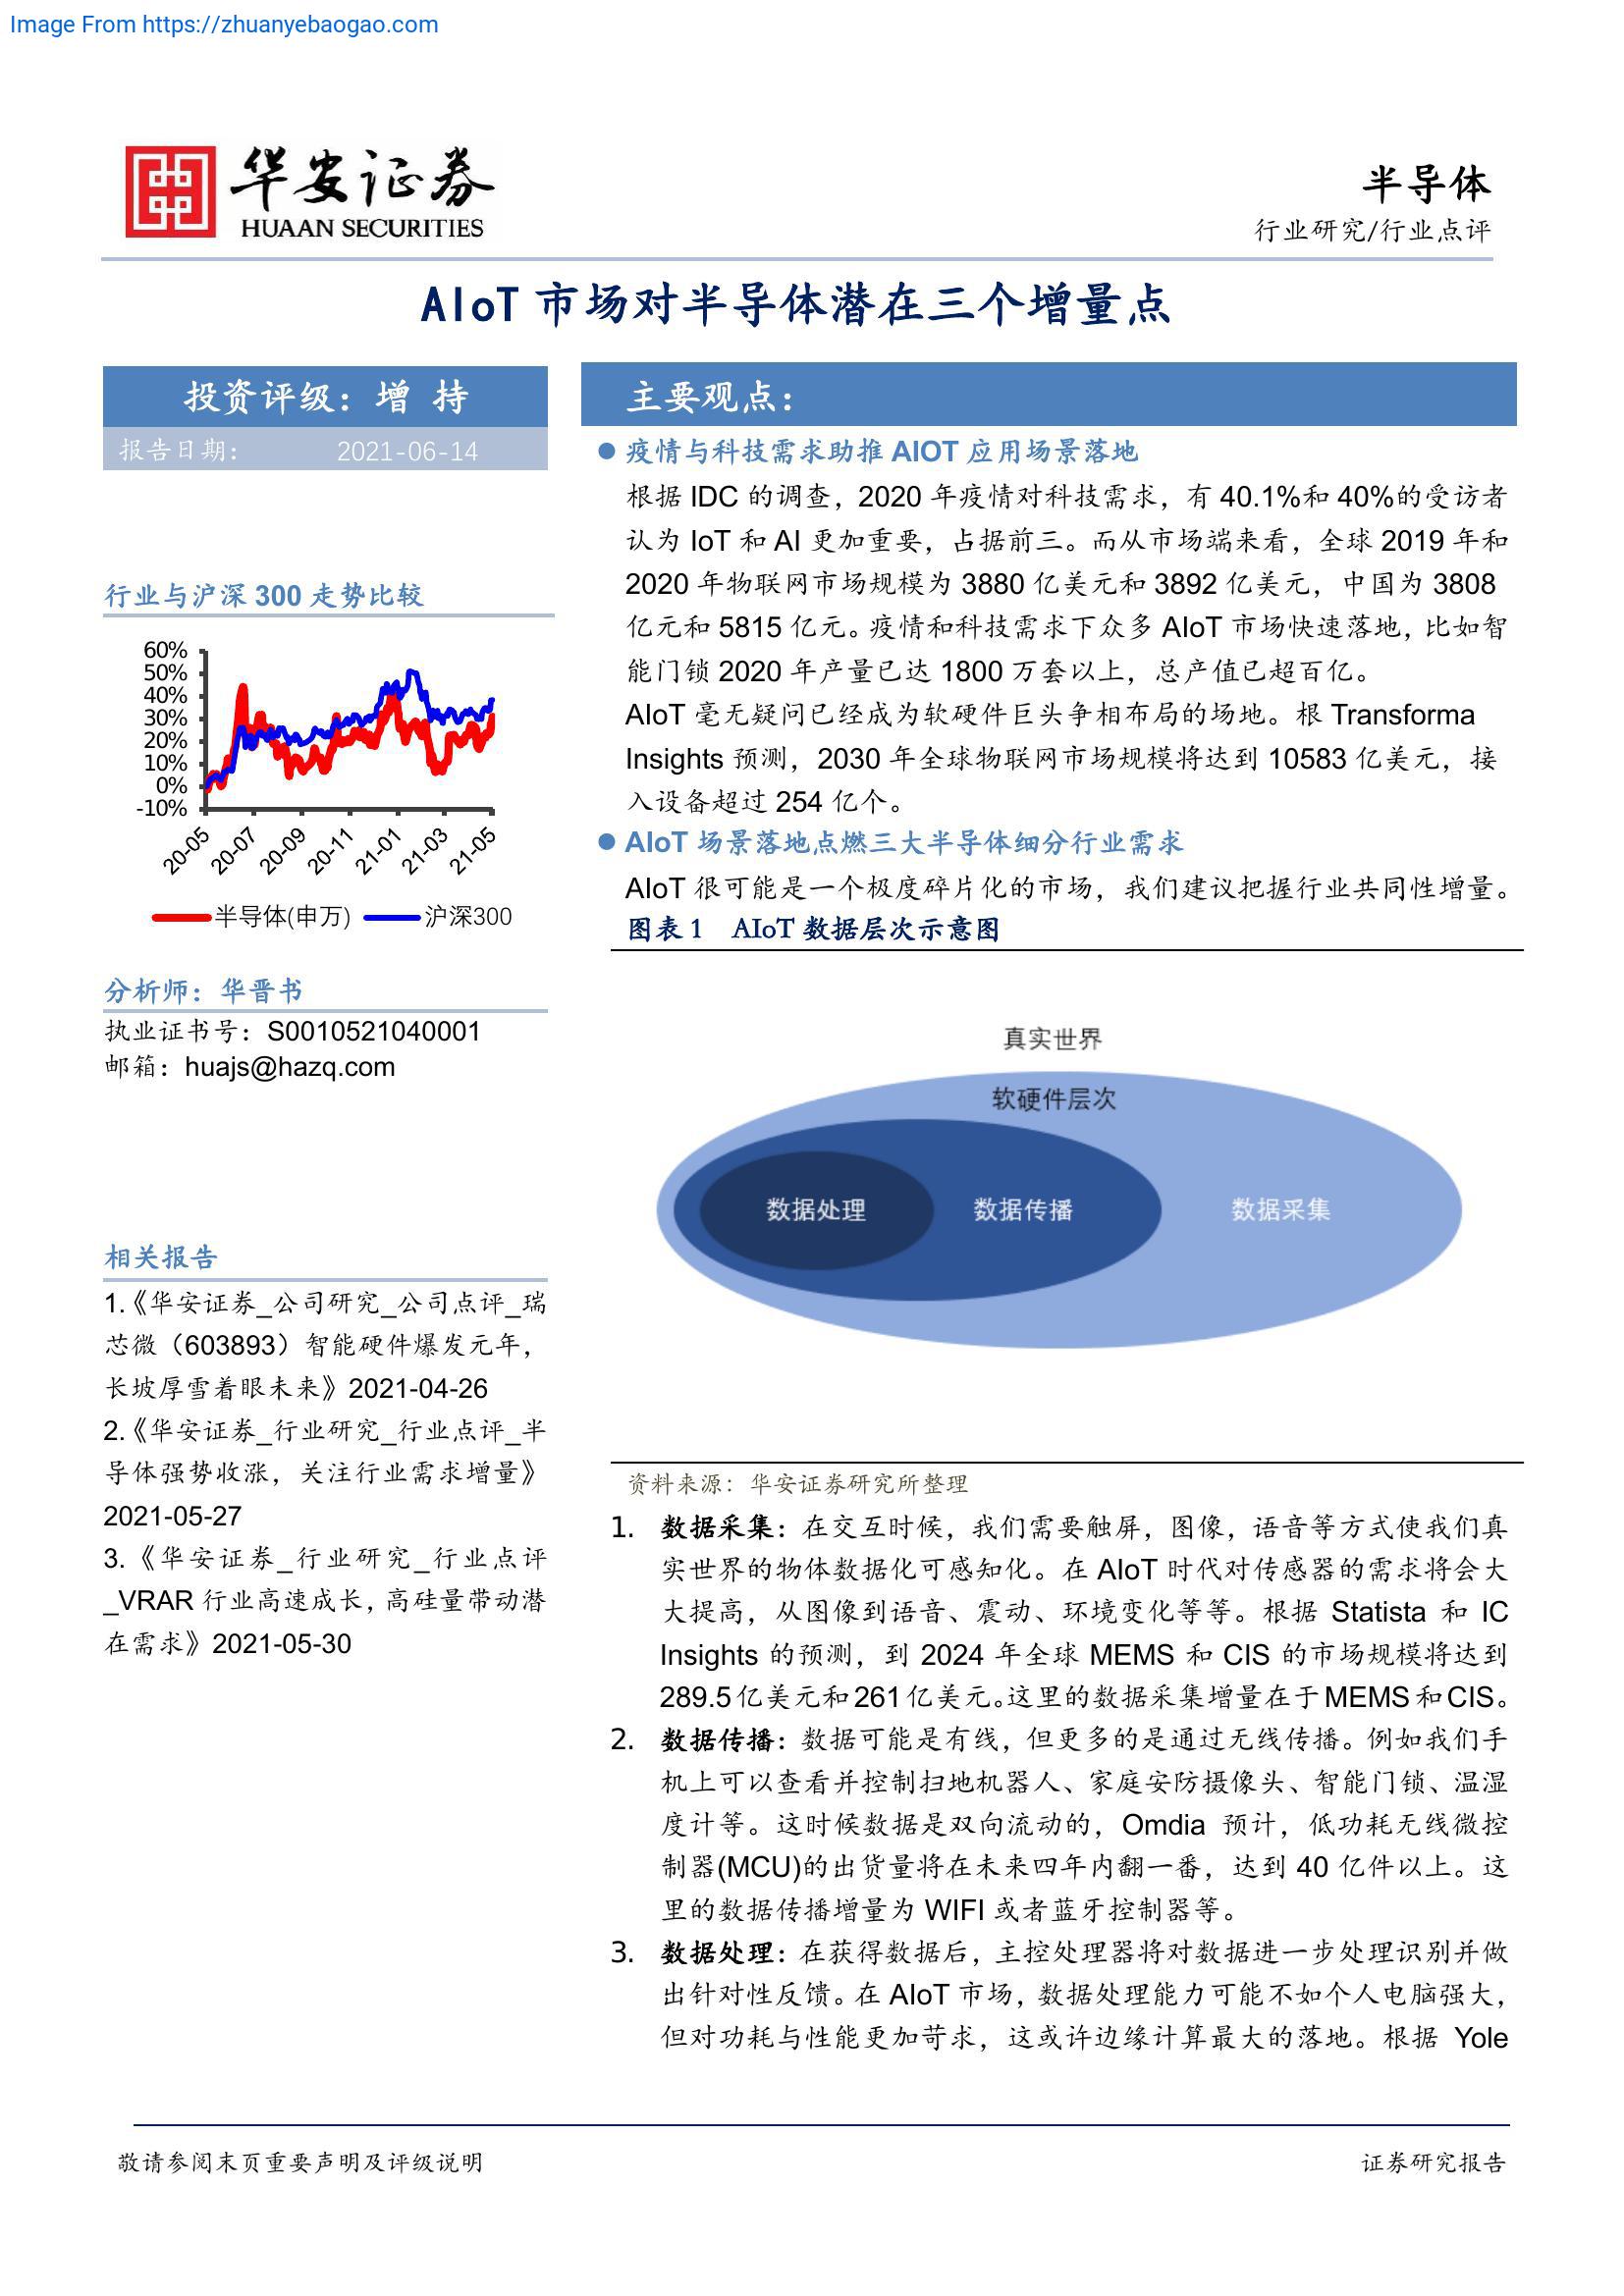 Image From https://zhuanyebaogao.com
华安证券
HUAAN SECURITIES
半导体
行业研究/行业点评
AIoT 市场对半导体潜在三个增量点
投资评级：增 持
报告日期： 2021-06-14
行业与沪深 300 走势比较
60%
50%
40%
30%
20%
10%
0%
-10%
20-05
20-07
20-09
20-11
21-01
21-03
21-05
半导体(申万) 沪深300
分析师：华晋书
执业证书号：S0010521040001
邮箱：huajs@hazq.com
相关报告
1.《华安证券_公司研究_公司点评_瑞
芯微（603893）智能硬件爆发元年，
长坡厚雪着眼未来》2021-04-26
2.《华安证券_行业研究_行业点评_半
导体强势收涨，关注行业需求增量》
2021-05-27
3.《华安证券_行业研究_行业点评
_VRAR 行业高速成长，高硅量带动潜
在需求》2021-05-30
主要观点：
● 疫情与科技需求助推 AIOT 应用场景落地
根据 IDC 的调查，2020 年疫情对科技需求，有 40.1%和 40%的受访者
认为 IoT 和 AI 更加重要，占据前三。而从市场端来看，全球 2019 年和
2020 年物联网市场规模为 3880 亿美元和 3892 亿美元，中国为 3808
亿元和 5815 亿元。疫情和科技需求下众多 AIoT 市场快速落地，比如智
能门锁 2020 年产量已达 1800 万套以上，总产值已超百亿。
AIoT 毫无疑问已经成为软硬件巨头争相布局的场地。根 Transforma
Insights 预测，2030 年全球物联网市场规模将达到 10583 亿美元，接
入设备超过 254 亿个。
● AIoT 场景落地点燃三大半导体细分行业需求
AIoT 很可能是一个极度碎片化的市场，我们建议把握行业共同性增量。
图表 1 AIoT 数据层次示意图
真实世界
软硬件层次
数据处理 数据传播 数据采集
资料来源：华安证券研究所整理
1. 数据采集：在交互时候，我们需要触屏，图像，语音等方式使我们真
实世界的物体数据化可感知化。在 AIoT 时代对传感器的需求将会大
大提高，从图像到语音、震动、环境变化等等。根据 Statista 和 IC
Insights 的预测，到 2024 年全球 MEMS 和 CIS 的市场规模将达到
289.5亿美元和261亿美元。这里的数据采集增量在于MEMS和CIS。
2. 数据传播：数据可能是有线，但更多的是通过无线传播。例如我们手
机上可以查看并控制扫地机器人、家庭安防摄像头、智能门锁、温湿
度计等。这时候数据是双向流动的，Omdia 预计，低功耗无线微控
制器(MCU)的出货量将在未来四年内翻一番，达到 40 亿件以上。这
里的数据传播增量为 WIFI 或者蓝牙控制器等。
3. 数据处理：在获得数据后，主控处理器将对数据进一步处理识别并做
出针对性反馈。在 AIoT 市场，数据处理能力可能不如个人电脑强大，
但对功耗与性能更加苛求，这或许边缘计算最大的落地。根据 Yole
敬请参阅末页重要声明及评级说明
证券研究报告